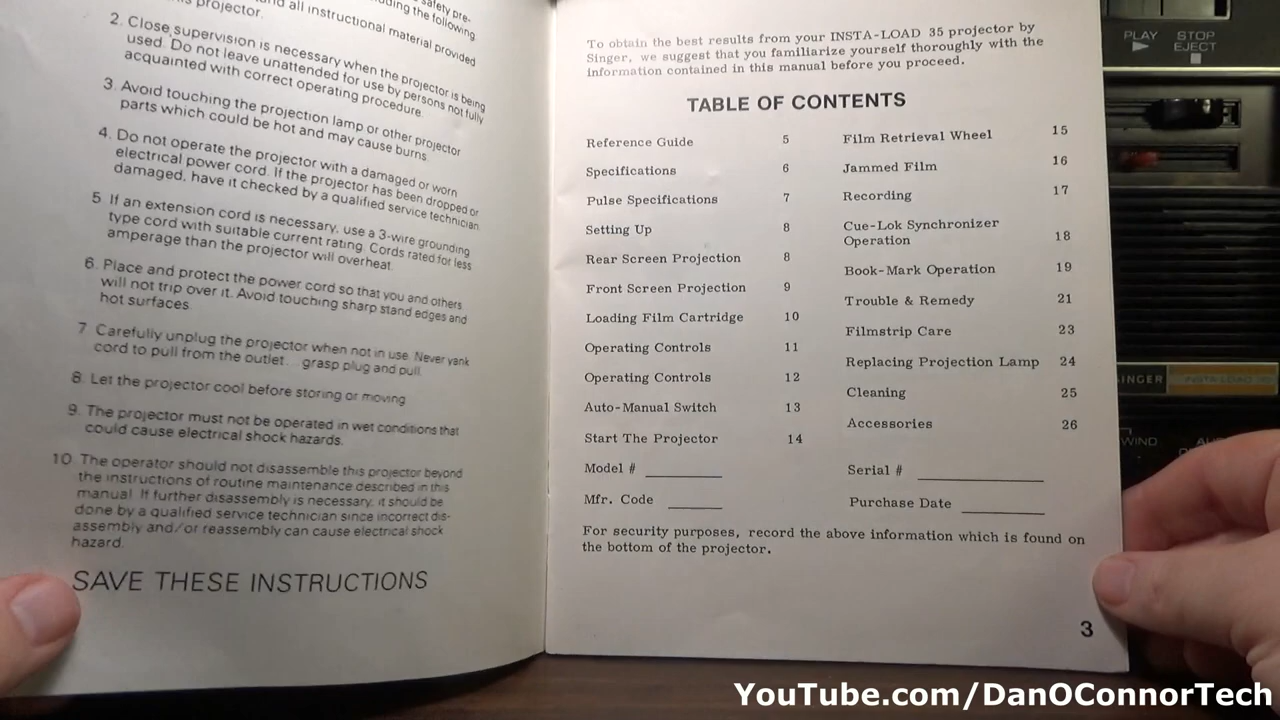 safety pre-
uding the following
nd all instructional material provided
projector.
2. Close supervision is necessary when the projector is being
used. Do not leave unattended for use by persons not fully
acquainted with correct operating procedure.
3. Avoid touching the projection lamp or other projector
parts which could be hot and may cause burns.
4. Do not operate the projector with a damaged or worn
electrical power cord. If the projector has been dropped or
damaged, have it checked by a qualified service technician.
5. If an extension cord is necessary, use a 3-wire grounding
type cord with suitable current rating. Cords rated for less
amperage than the projector will overheat.
6. Place and protect the power cord so that you and others
will not trip over it. Avoid touching sharp stand edges and
hot surfaces.
7. Carefully unplug the projector when not in use. Never yank
cord to pull from the outlet... grasp plug and pull.
8. Let the projector cool before storing or moving
9. The projector must not be operated in wet conditions that
could cause electrical shock hazards.
10. The operator should not disassemble this projector beyond
the instructions of routine maintenance described in this
manual. If further disassembly is necessary, it should be
done by a qualified service technician since incorrect dis-
assembly and/or reassembly can cause electrical shock
hazard.
SAVE THESE INSTRUCTIONS
To obtain the best results from your INSTA-LOAD 35 projector by
Singer, we suggest that you familiarize yourself thoroughly with the
information contained in this manual before you proceed.
TABLE OF CONTENTS
Reference Guide 5
Specifications 6
Pulse Specifications 7
Setting Up 8
Rear Screen Projection 8
Front Screen Projection 9
Loading Film Cartridge 10
Operating Controls 11
Operating Controls 12
Auto-Manual Switch 13
Start The Projector 14
Film Retrieval Wheel 15
Jammed Film 16
Recording 17
Cue-Lok Synchronizer
Operation 18
Book-Mark Operation 19
Trouble & Remedy 21
Filmstrip Care 23
Replacing Projection Lamp 24
Cleaning 25
Accessories 26
Model # Serial #
Mfr. Code Purchase Date
For security purposes, record the above information which is found on
the bottom of the projector.
3
PLAY STOP
EJECT
INGER INSTA-LOAD
WIND AU
YouTube.com/DanOConnorTech